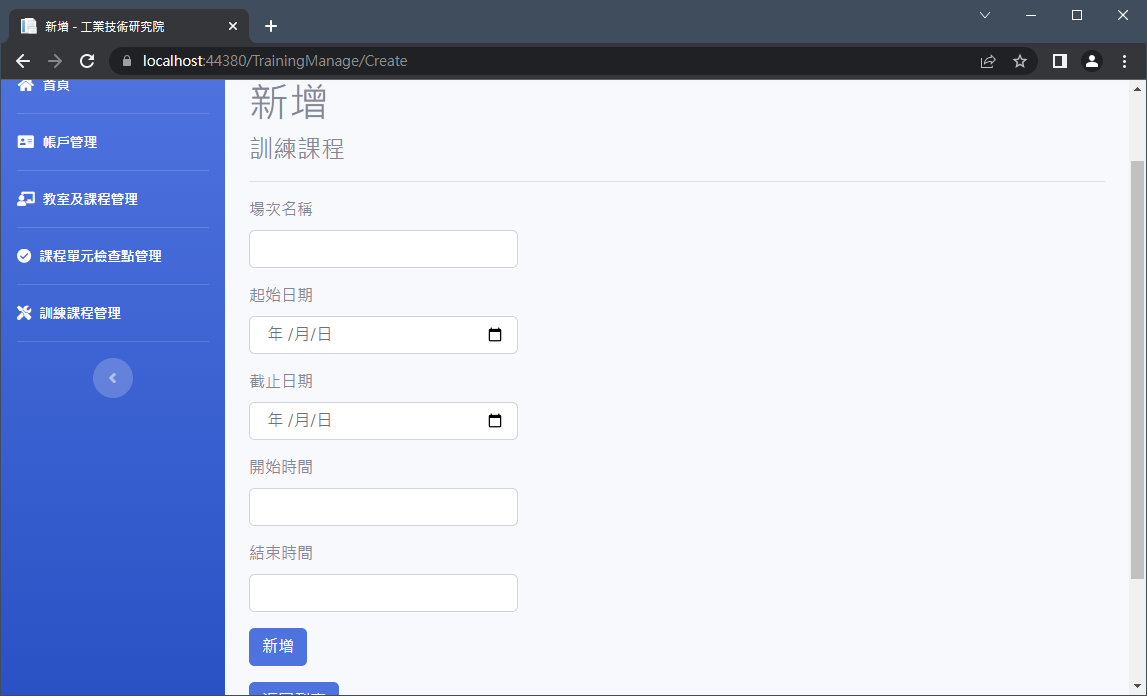 新增 - 工業技術研究院
localhost:44380/TrainingManage/Create
首頁
帳戶管理
教室及課程管理
課程單元檢查點管理
訓練課程管理
新增
訓練課程
場次名稱
起始日期
年 /月/日
截止日期
年 /月/日
開始時間
結束時間
新增